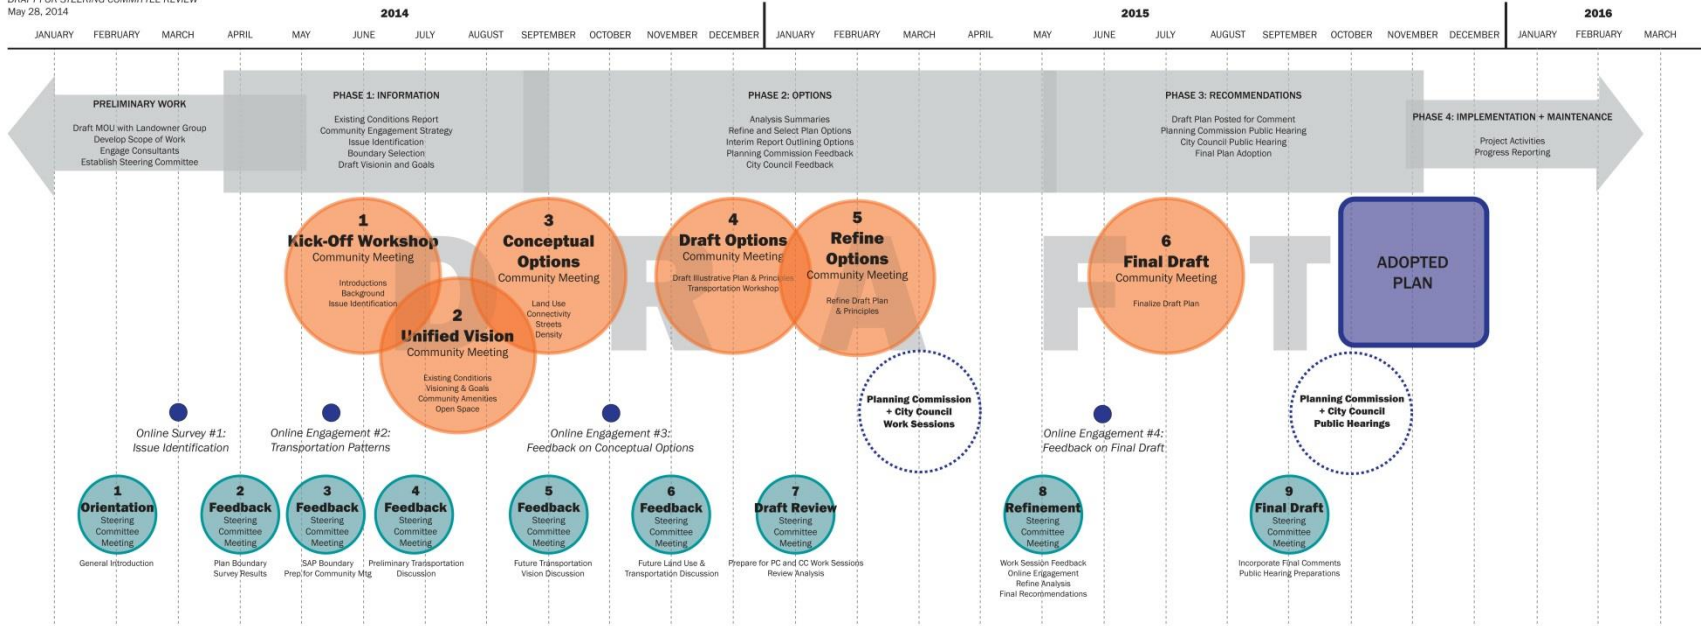 DRAFT FOR STEERING COMMITTEE REVIEW
May 28, 2014
2014
2015
2016
JANUARY FEBRUARY MARCH APRIL MAY JUNE JULY AUGUST SEPTEMBER OCTOBER NOVEMBER DECEMBER JANUARY FEBRUARY MARCH APRIL MAY JUNE JULY AUGUST SEPTEMBER OCTOBER NOVEMBER DECEMBER JANUARY FEBRUARY MARCH
PRELIMINARY WORK
Draft MOU with Landowner Group
Develop Scope of Work
Engage Consultants
Establish Steering Committee
PHASE 1: INFORMATION
Existing Conditions Report
Community Engagement Strategy
Issue Identification
Boundary Selection
Draft Visionin and Goals
PHASE 2: OPTIONS
Analysis Summaries
Refine and Select Plan Options
Interim Report Outlining Options
Planning Commission Feedback
City Council Feedback
PHASE 3: RECOMMENDATIONS
Draft Plan Posted for Comment
Planning Commission Public Hearing
City Council Public Hearing
Final Plan Adoption
PHASE 4: IMPLEMENTATION + MAINTENANCE
Project Activities
Progress Reporting
DRAFT
1
Kick-Off Workshop
Community Meeting
Introductions
Background
Issue Identification
2
Unified Vision
Community Meeting
Existing Conditions
Visioning & Goals
Community Amenities
Open Space
3
Conceptual
Options
Community Meeting
Land Use
Connectivity
Streets
Density
4
Draft Options
Community Meeting
Draft Illustrative Plan & Principles
Transportation Workshop
5
Refine
Options
Community Meeting
Refine Draft Plan
& Principles
6
Final Draft
Community Meeting
Finalize Draft Plan
ADOPTED
PLAN
Planning Commission
+ City Council
Work Sessions
Planning Commission
+ City Council
Public Hearings
Online Survey #1:
Issue Identification
Online Engagement #2:
Transportation Patterns
Online Engagement #3:
Feedback on Conceptual Options
Online Engagement #4:
Feedback on Final Draft
1
Orientation
Steering
Committee
Meeting
General Introduction
2
Feedback
Steering
Committee
Meeting
Plan Boundary
Survey Results
3
Feedback
Steering
Committee
Meeting
SAP Boundary
Prep for Community Mtg
4
Feedback
Steering
Committee
Meeting
Preliminary Transportation
Discussion
5
Feedback
Steering
Committee
Meeting
Future Transportation
Vision Discussion
6
Feedback
Steering
Committee
Meeting
Future Land Use &
Transportation Discussion
7
Draft Review
Steering
Committee
Meeting
Prepare for PC and CC Work Sessions
Review Analysis
8
Refinement
Steering
Committee
Meeting
Work Session Feedback
Online Engagement
Refine Analysis
Final Recommendations
9
Final Draft
Steering
Committee
Meeting
Incorporate Final Comments
Public Hearing Preparations